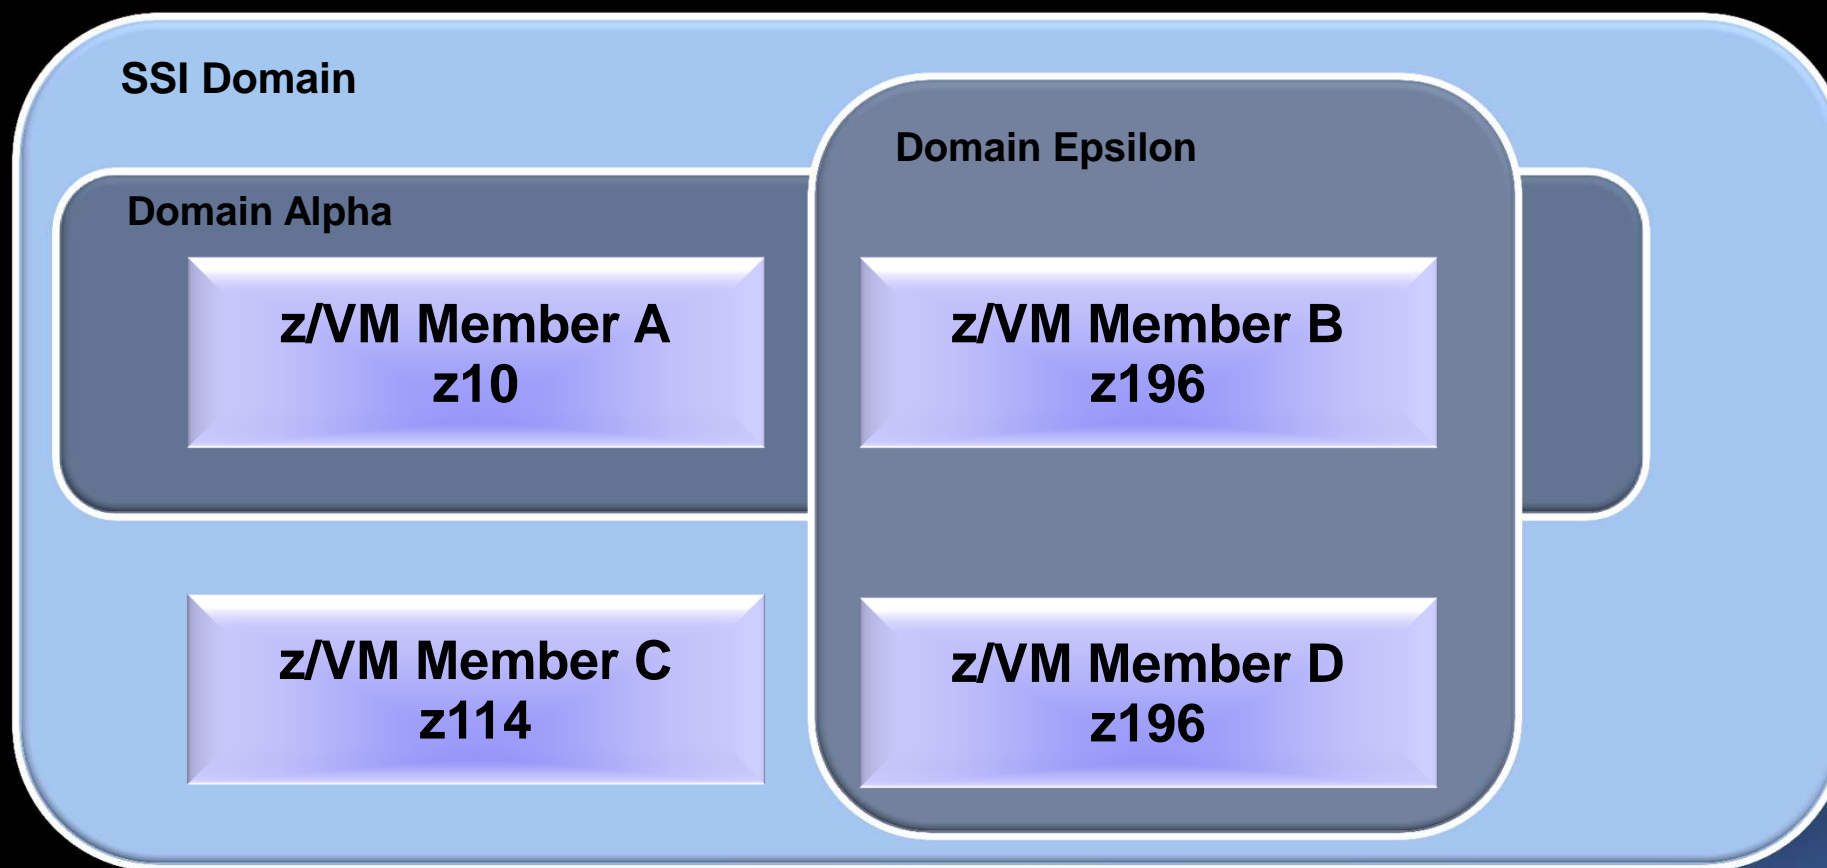 SSI Domain
Domain Epsilon
Domain Alpha
z/VM Member A
z10
z/VM Member B
z196
z/VM Member C
z114
z/VM Member D
z196